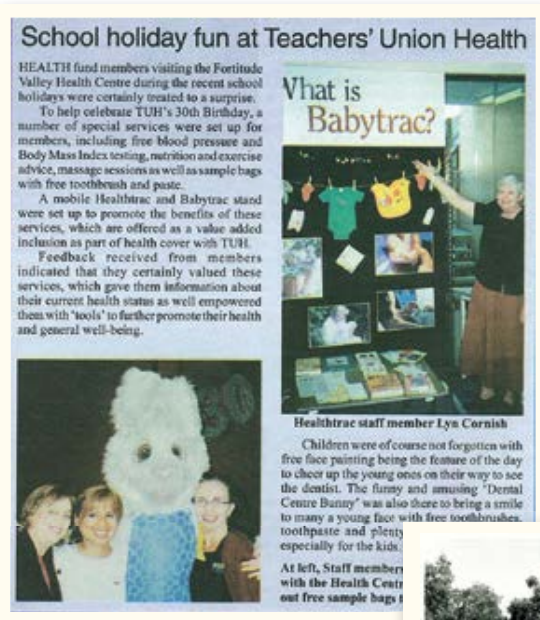 School holiday fun at Teachers' Union Health
HEALTH fund members visiting the Fortitude
Valley Health Centre during the recent school
holidays were certainly treated to a surprise.
To help celebrate TUH's 30th Birthday, a
number of special services were set up for
members, including free blood pressure and
Body Mass Index testing, nutrition and exercise
advice, massage sessions as well as sample bags
with free toothbrush and paste.
A mobile Healthtrac and Babytrac stand
were set up to promote the benefits of these
services, which are offered as a value added
inclusion as part of health cover with TUH.
Feedback received from members
indicated that they certainly valued these
services, which gave them information about
their current health status as well empowered
them with 'tools' to further promote their health
and general well-being.
30
What is
Babytrac?
Healthtrac staff member Lyn Cornish
Children were of course not forgotten with
free face painting being the feature of the day
to cheer up the young ones on their way to see
the dentist. The funny and amusing 'Dental
Centre Bunny' was also there to bring a smile
to many a young face with free toothbrushes,
toothpaste and plenty
especially for the kids.
At left, Staff member
with the Health Centr
out free sample bags t